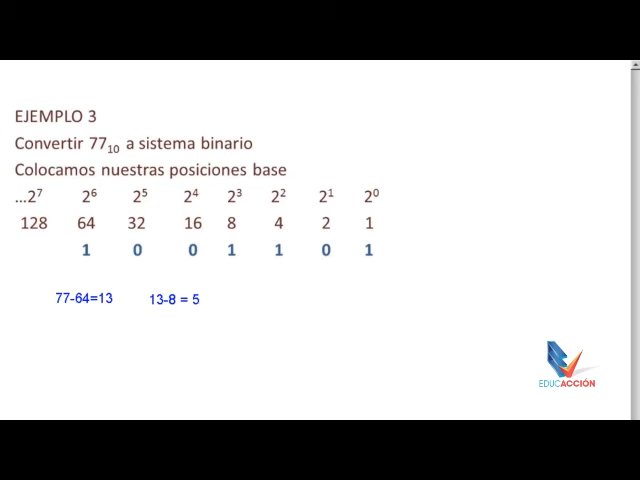 EJEMPLO 3
Convertir 77₁₀ a sistema binario
Colocamos nuestras posiciones base
...2⁷ 2⁶ 2⁵ 2⁴ 2³ 2² 2¹ 2⁰
128 64 32 16 8 4 2 1
1 0 0 1 1 0 1
77-64=13 13-8 = 5
EDUCACCIÓN